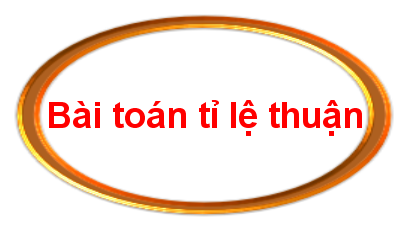 Bài toán tỉ lệ thuận